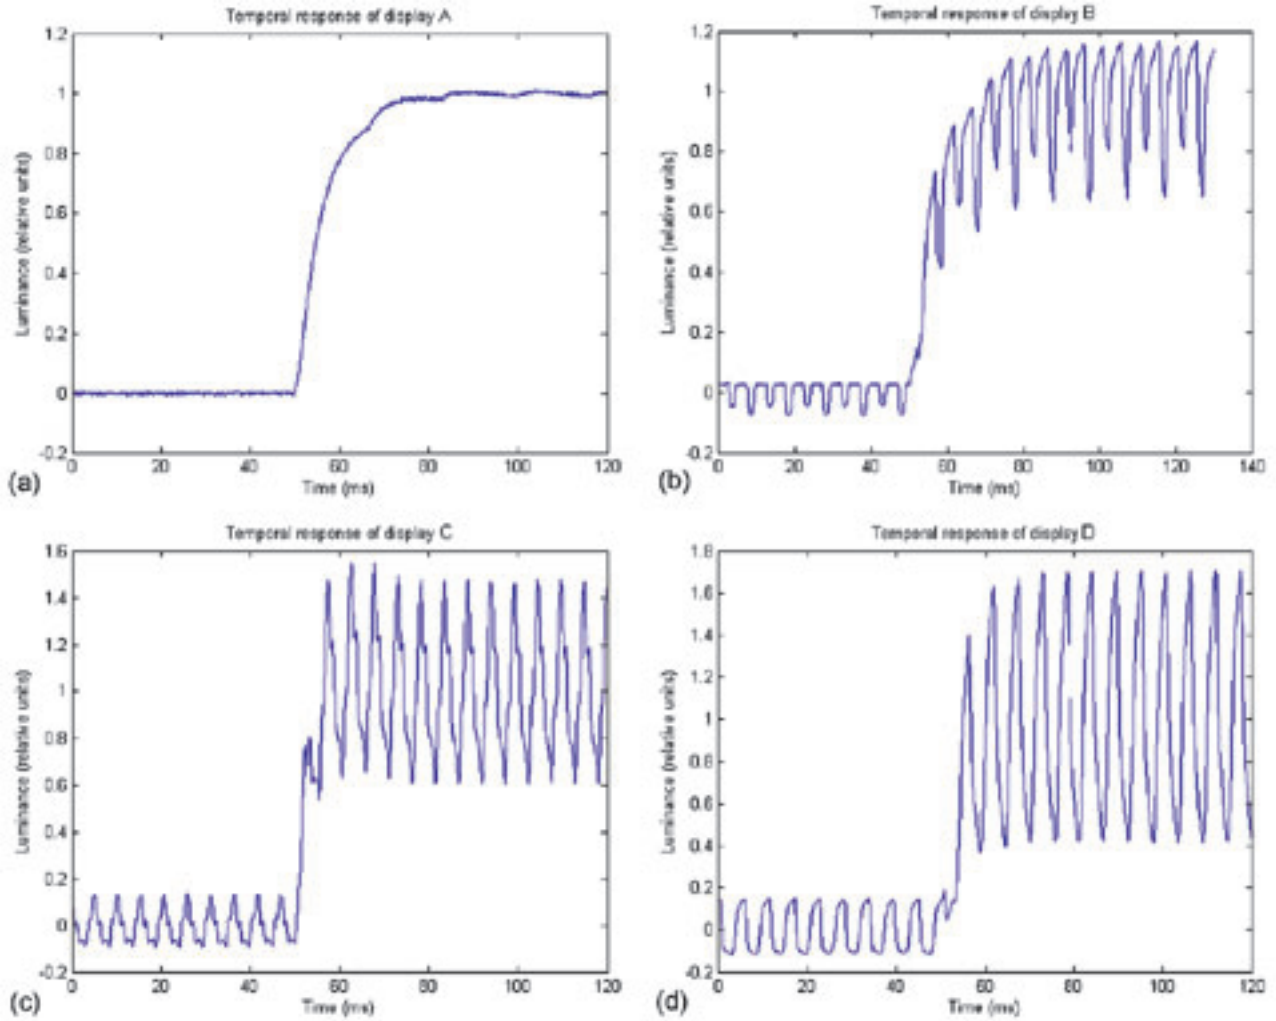 Temporal response of display A
1.2
1
0.8
0.6
0.4
0.2
0
-0.2
Luminance (relative units)
0 20 40 60 80 100 120
Time (ms)
(a)
Temporal response of display B
1.2
1
0.8
0.6
0.4
0.2
0
-0.2
Luminance (relative units)
0 20 40 60 80 100 120 140
Time (ms)
(b)
Temporal response of display C
1.6
1.4
1.2
1
0.8
0.6
0.4
0.2
0
-0.2
Luminance (relative units)
0 20 40 60 80 100 120
Time (ms)
(c)
Temporal response of display D
1.8
1.6
1.4
1.2
1
0.8
0.6
0.4
0.2
0
-0.2
Luminance (relative units)
0 20 40 60 80 100 120
Time (ms)
(d)